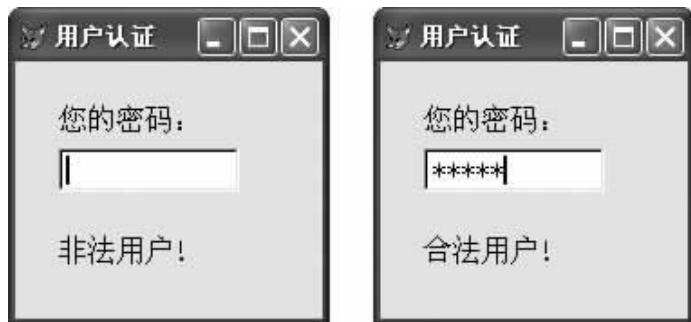 用户认证
您的密码：
非法用户！
用户认证
您的密码：
*****
合法用户！